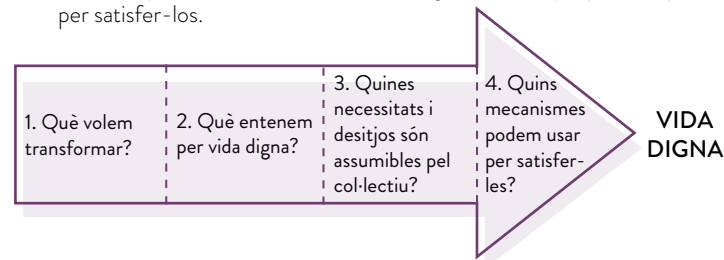 per satisfer-los.
1. Què volem
transformar?
2. Què entenem
per vida digna?
3. Quines
necessitats i
desitjos són
assumibles pel
col·lectiu?
4. Quins
mecanismes
podem usar
per satisfer-
les?
VIDA
DIGNA